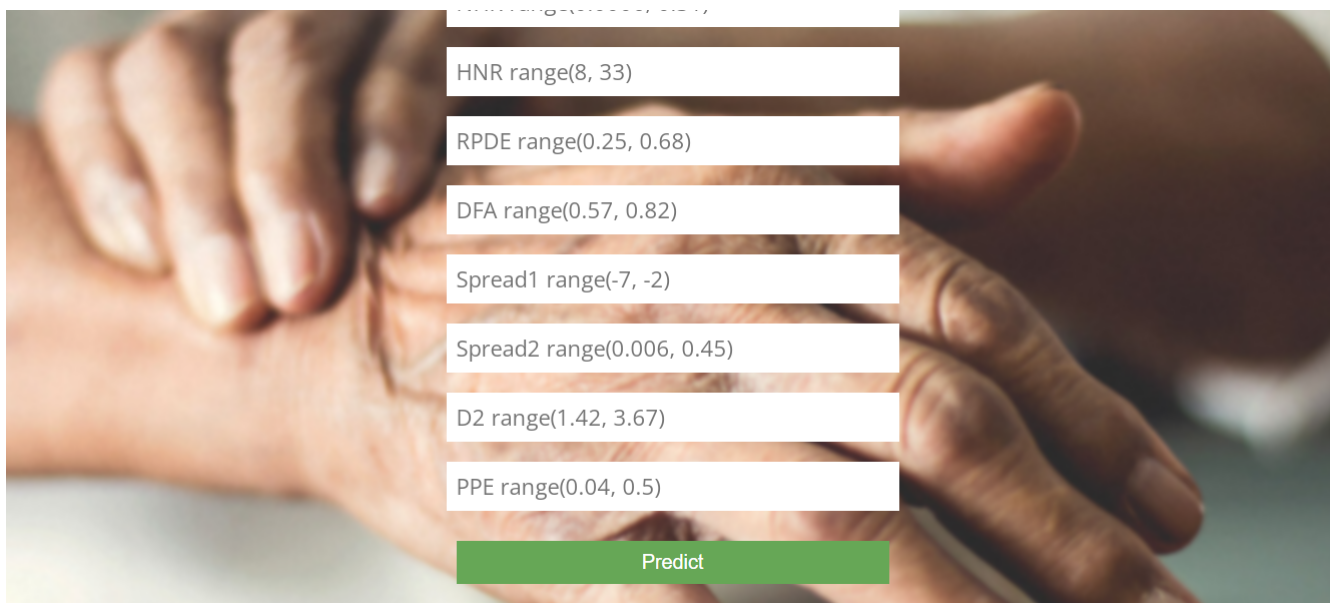 HNR range(8, 33)
RPDE range(0.25, 0.68)
DFA range(0.57, 0.82)
Spread1 range(-7, -2)
Spread2 range(0.006, 0.45)
D2 range(1.42, 3.67)
PPE range(0.04, 0.5)
Predict